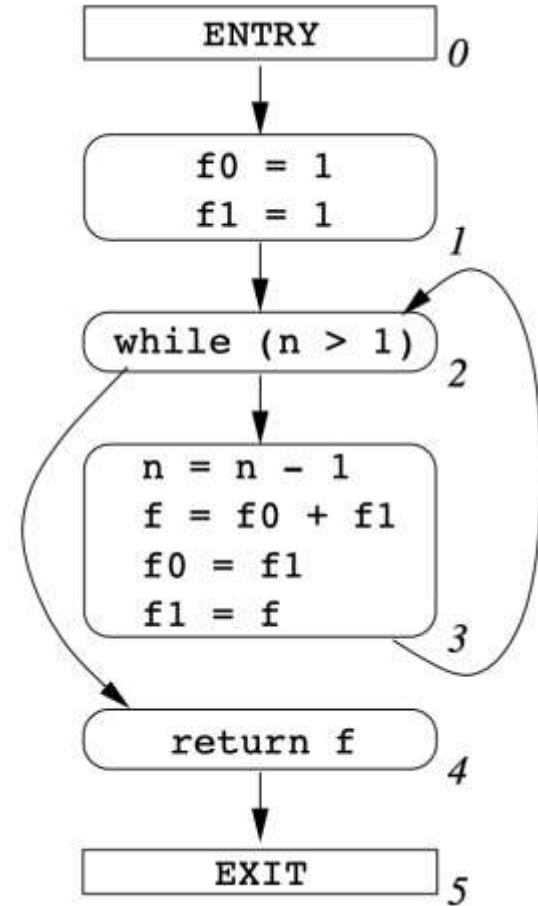 ENTRY
0
f0 = 1
f1 = 1
1
while (n > 1)
2
n = n - 1
f = f0 + f1
f0 = f1
f1 = f
3
return f
4
EXIT
5